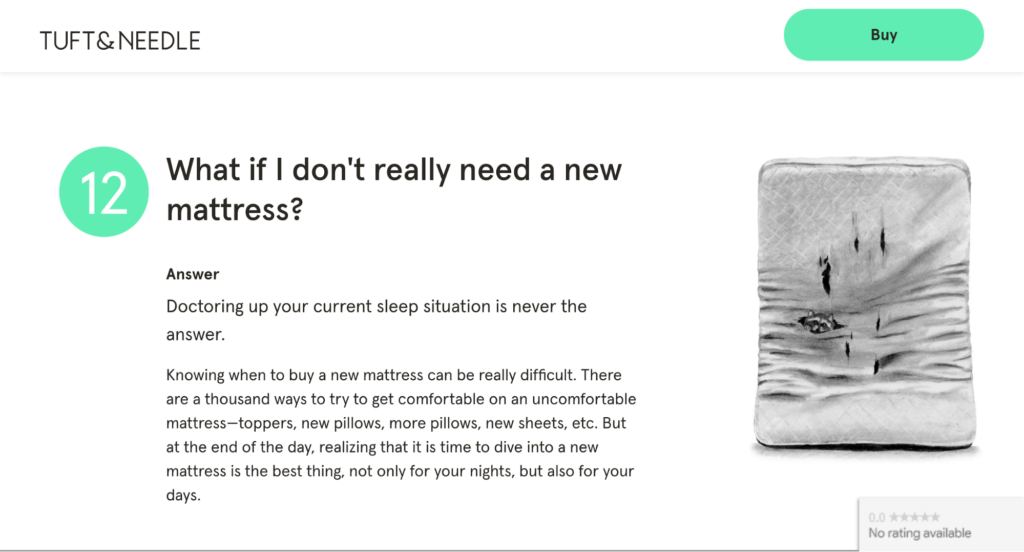 TUFT&NEEDLE
Buy
12
What if I don't really need a new
mattress?
Answer
Doctoring up your current sleep situation is never the
answer.
Knowing when to buy a new mattress can be really difficult. There
are a thousand ways to try to get comfortable on an uncomfortable
mattress—toppers, new pillows, more pillows, new sheets, etc. But
at the end of the day, realizing that it is time to dive into a new
mattress is the best thing, not only for your nights, but also for your
days.
0.0 ★★★★★
No rating available